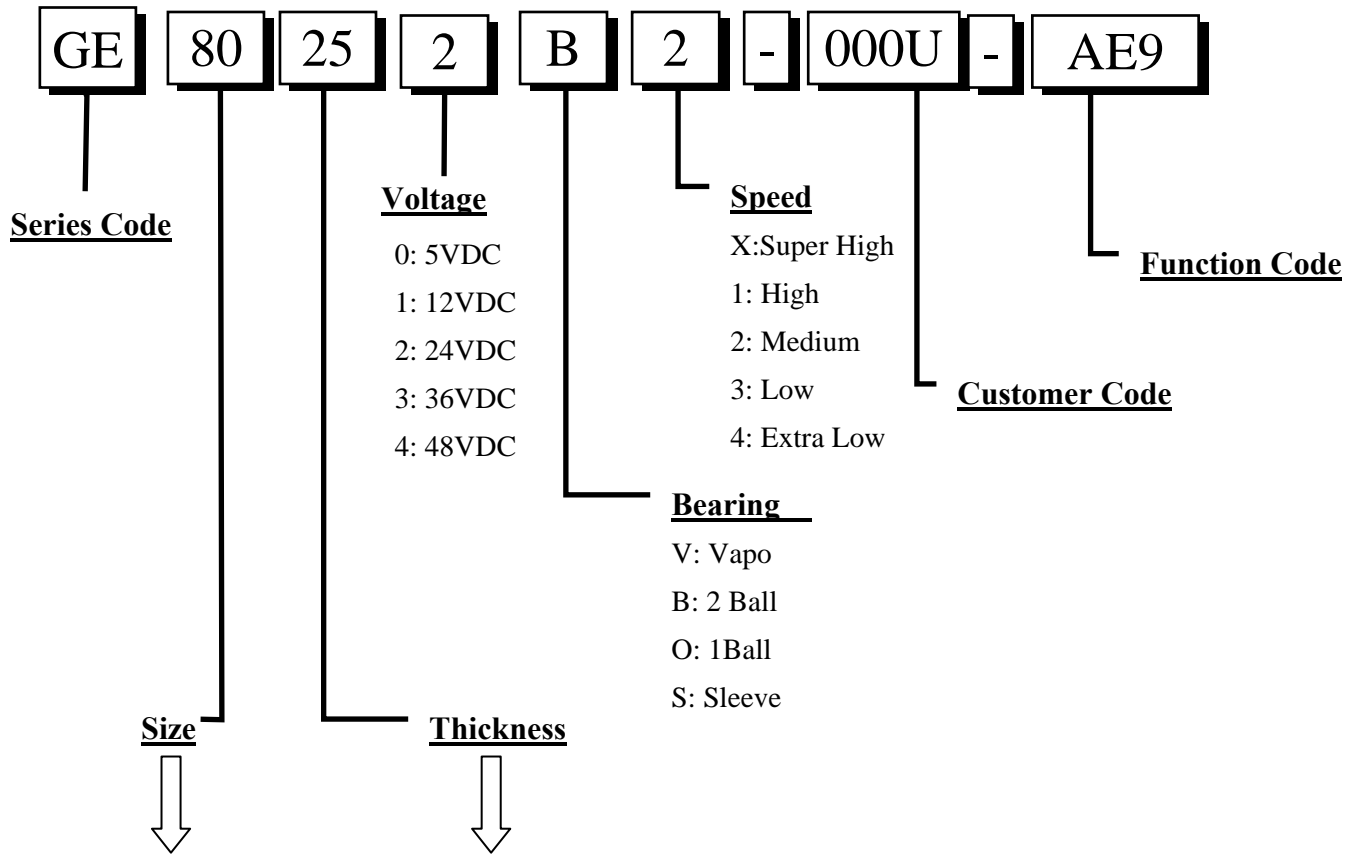 GE 80 25 2 B 2 - 000U - AE9
Series Code
Voltage
0: 5VDC
1: 12VDC
2: 24VDC
3: 36VDC
4: 48VDC
Speed
X:Super High
1: High
2: Medium
3: Low
4: Extra Low
Function Code
Customer Code
Bearing
V: Vapo
B: 2 Ball
O: 1Ball
S: Sleeve
Size
Thickness